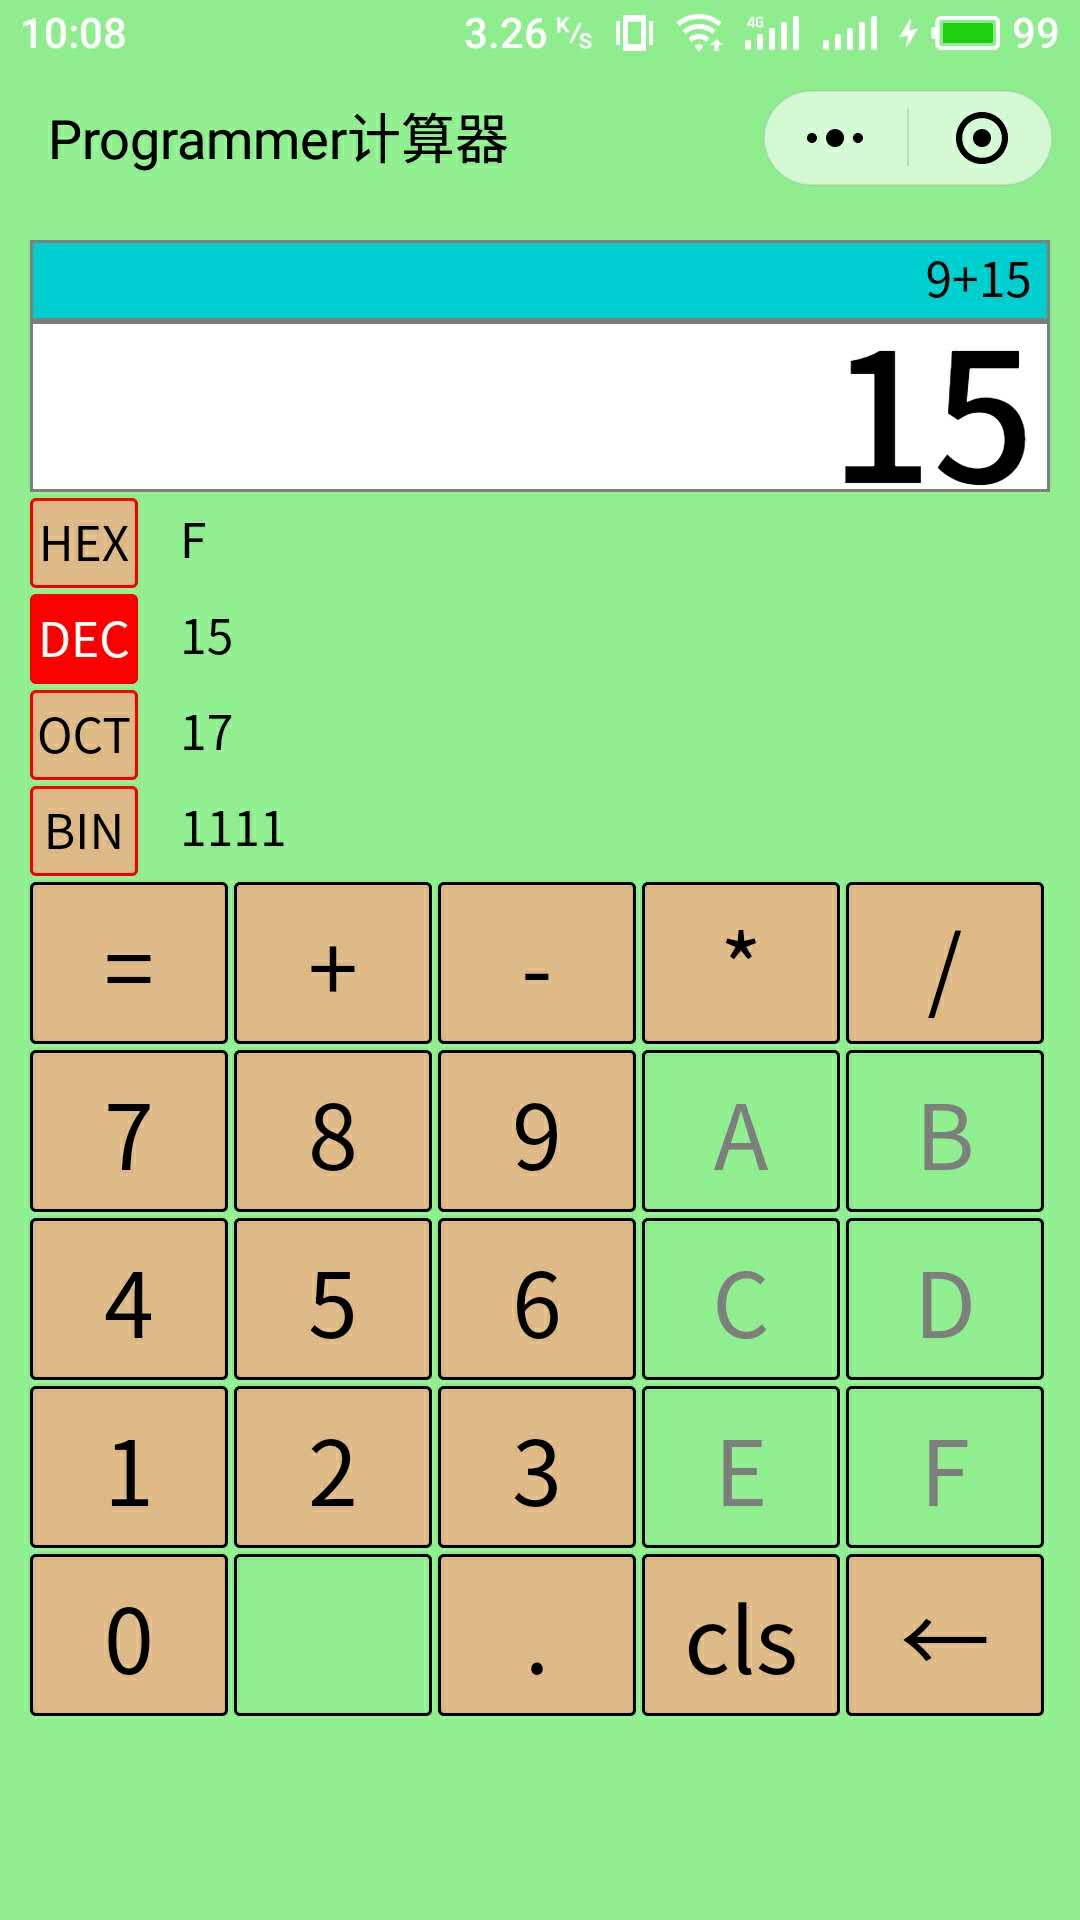 10:08 3.26 K/s 4G 99
Programmer计算器
9+15
15
HEX F
DEC 15
OCT 17
BIN 1111
= + - * /
7 8 9 A B
4 5 6 C D
1 2 3 E F
0 . cls ←